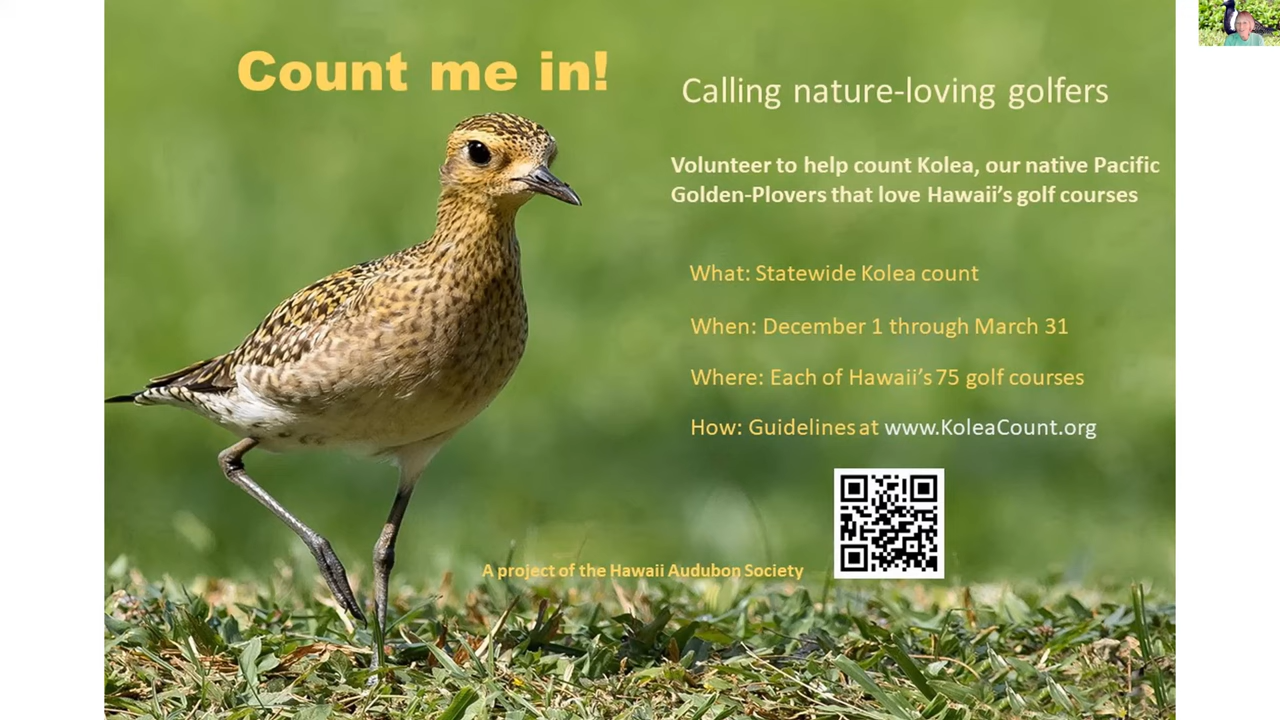 Count me in!
Calling nature-loving golfers
Volunteer to help count Kolea, our native Pacific
Golden-Plovers that love Hawaii's golf courses
What: Statewide Kolea count
When: December 1 through March 31
Where: Each of Hawaii's 75 golf courses
How: Guidelines at www.KoleaCount.org
A project of the Hawaii Audubon Society